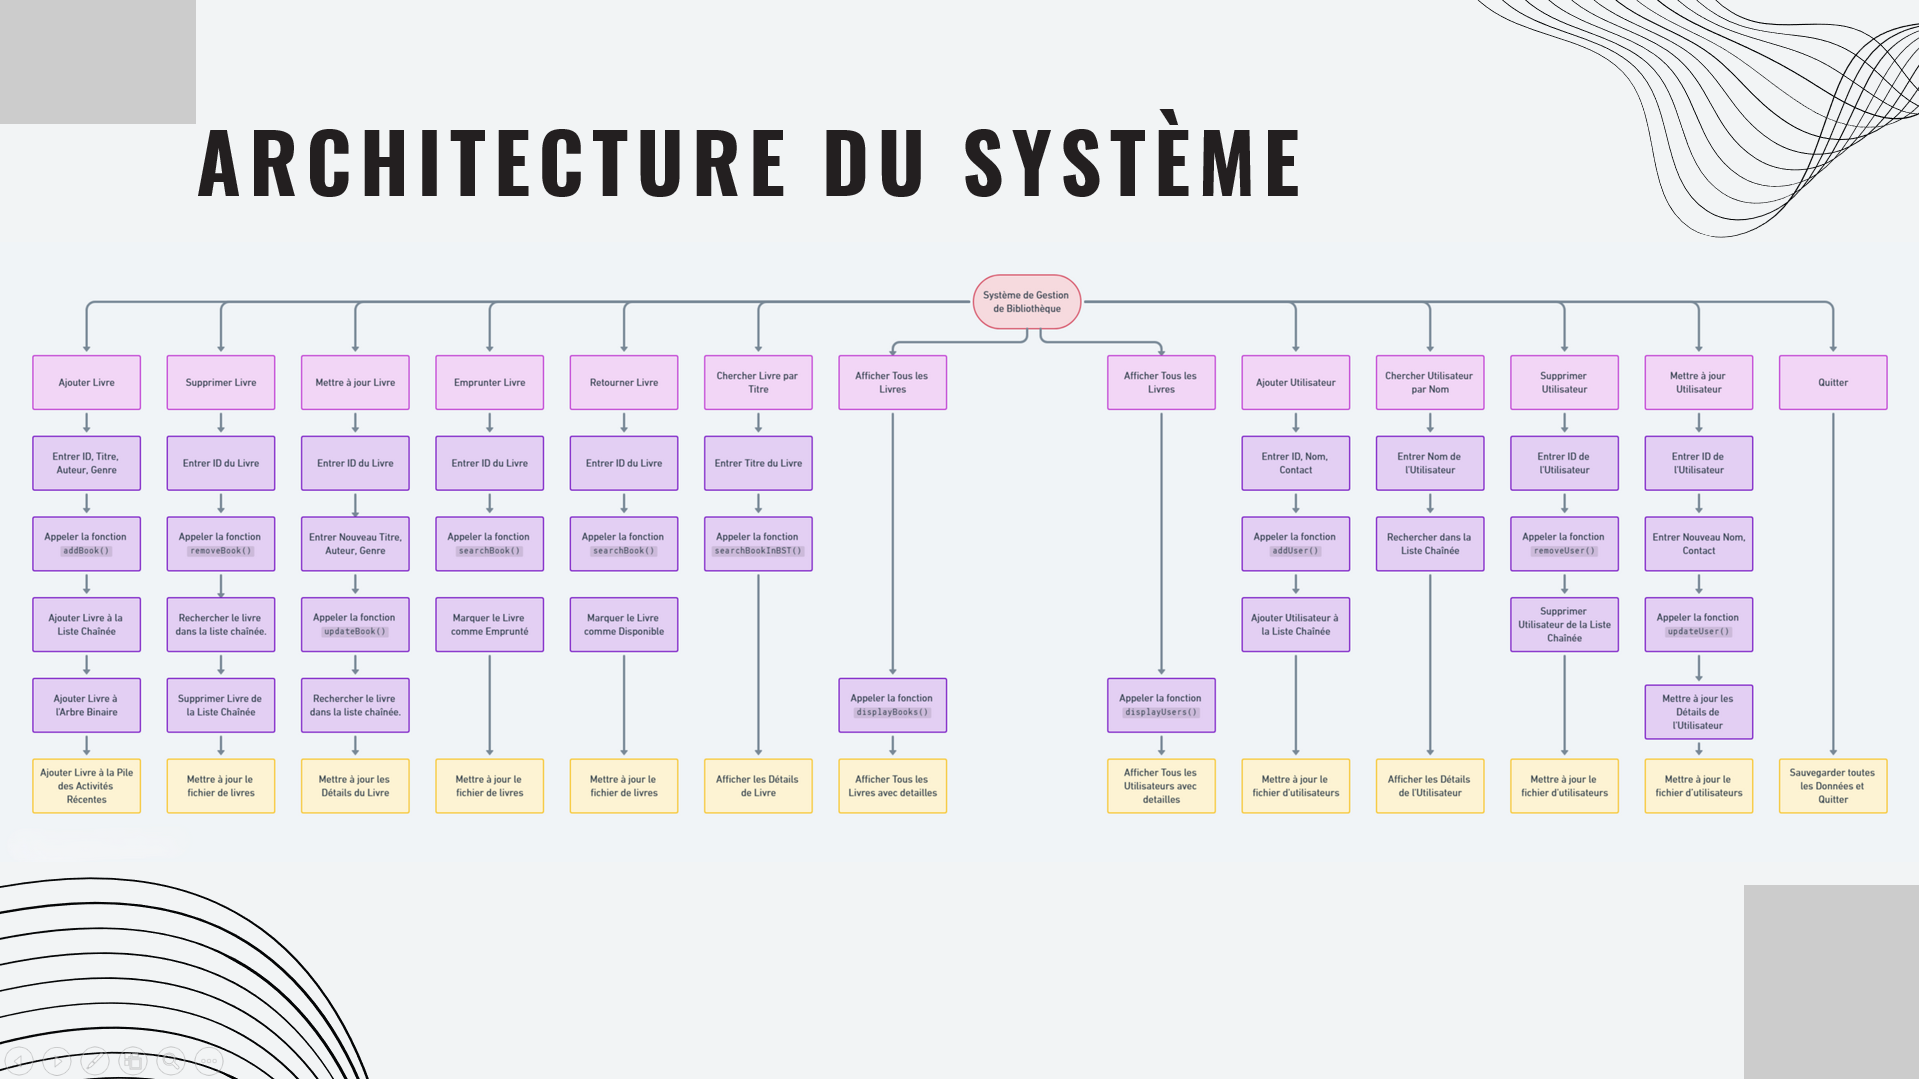 ARCHITECTURE DU SYSTÈME
Système de Gestion
de Bibliothèque
Ajouter Livre
Supprimer Livre
Mettre à jour Livre
Emprunter Livre
Retourner Livre
Chercher Livre par
Titre
Afficher Tous les
Livres
Afficher Tous les
Livres
Ajouter Utilisateur
Chercher Utilisateur
par Nom
Supprimer
Utilisateur
Mettre à jour
Utilisateur
Quitter
Entrer ID, Titre,
Auteur, Genre
Entrer ID du Livre
Entrer ID du Livre
Entrer ID du Livre
Entrer ID du Livre
Entrer Titre du Livre
Entrer ID, Nom,
Contact
Entrer Nom de
l'Utilisateur
Entrer ID de
l'Utilisateur
Entrer ID de
l'Utilisateur
Appeler la fonction
addBook()
Appeler la fonction
removeBook()
Entrer Nouveau Titre,
Auteur, Genre
Appeler la fonction
searchBook()
Appeler la fonction
searchBook()
Appeler la fonction
searchBookInBST()
Appeler la fonction
addUser()
Rechercher dans la
Liste Chaînée
Appeler la fonction
removeUser()
Entrer Nouveau Nom,
Contact
Ajouter Livre à la
Liste Chaînée
Rechercher le livre
dans la liste chaînée.
Appeler la fonction
updateBook()
Marquer le Livre
comme Emprunté
Marquer le Livre
comme Disponible
Ajouter Utilisateur à
la Liste Chaînée
Supprimer
Utilisateur de la Liste
Chaînée
Appeler la fonction
updateUser()
Ajouter Livre à
l'Arbre Binaire
Supprimer Livre de
la Liste Chaînée
Rechercher le livre
dans la liste chaînée.
Appeler la fonction
displayBooks()
Appeler la fonction
displayUsers()
Mettre à jour les
Détails de
l'Utilisateur
Ajouter Livre à la Pile
des Activités
Récentes
Mettre à jour le
fichier de livres
Mettre à jour les
Détails du Livre
Mettre à jour le
fichier de livres
Mettre à jour le
fichier de livres
Afficher les Détails
de Livre
Afficher Tous les
Livres avec detailles
Afficher Tous les
Utilisateurs avec
detailles
Mettre à jour le
fichier d'utilisateurs
Afficher les Détails
de l'Utilisateur
Mettre à jour le
fichier d'utilisateurs
Mettre à jour le
fichier d'utilisateurs
Sauvegarder toutes
les Données et
Quitter